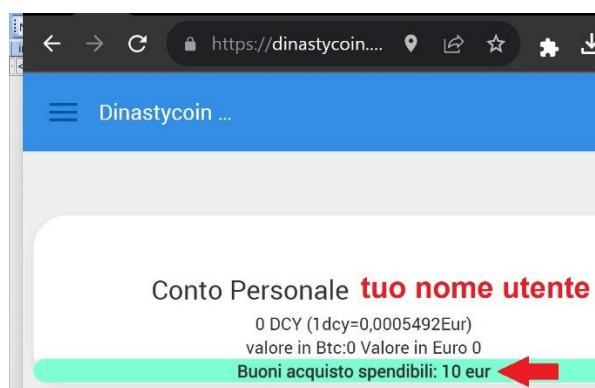 https://dinastycoin....
Dinastycoin ...
Conto Personale tuo nome utente
0 DCY (1dcy=0,0005492Eur)
valore in Btc:0 Valore in Euro 0
Buoni acquisto spendibili: 10 eur